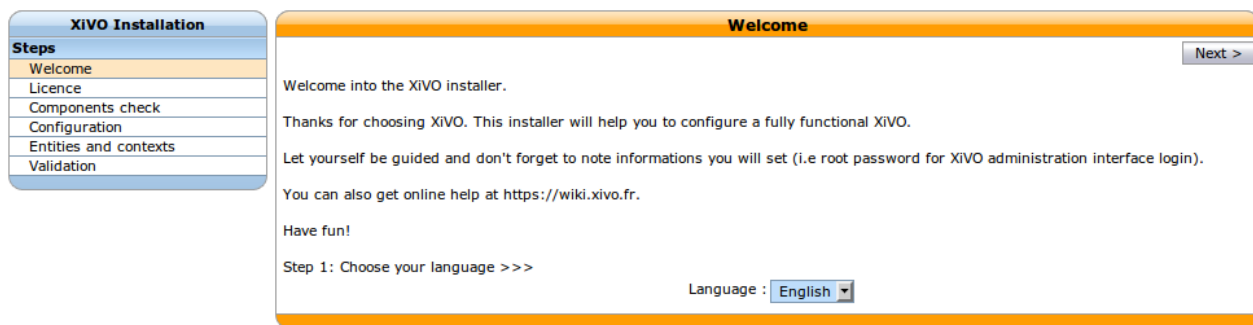 XiVO Installation
Steps
Welcome
Licence
Components check
Configuration
Entities and contexts
Validation
Welcome
Next >
Welcome into the XiVO installer.
Thanks for choosing XiVO. This installer will help you to configure a fully functional XiVO.
Let yourself be guided and don't forget to note informations you will set (i.e root password for XiVO administration interface login).
You can also get online help at https://wiki.xivo.fr.
Have fun!
Step 1: Choose your language >>>
Language : English